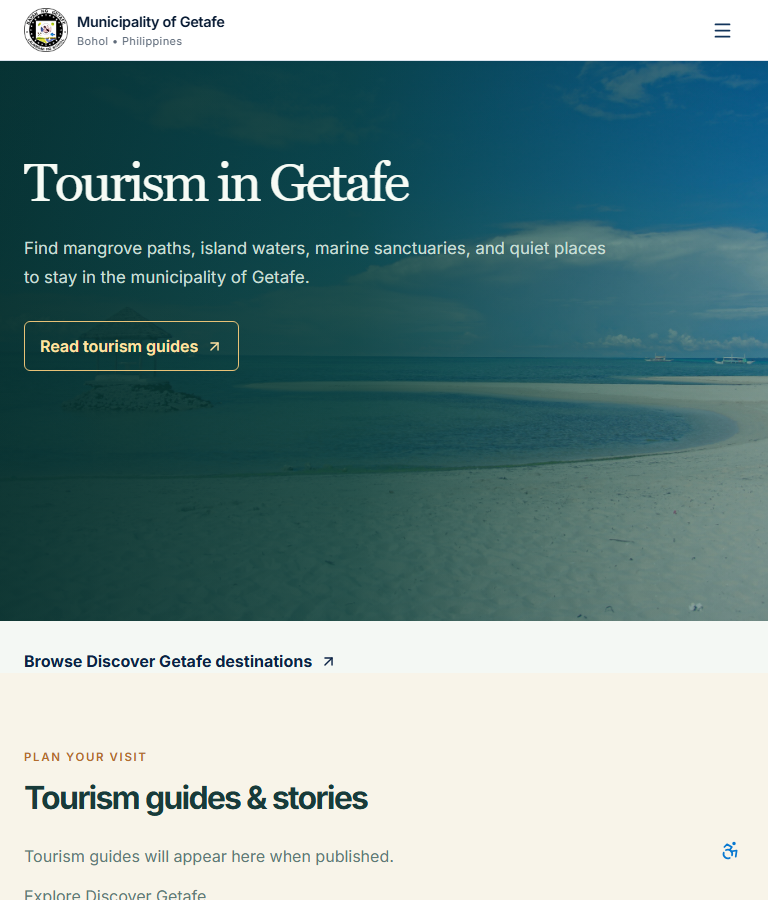 Municipality of Getafe
Bohol • Philippines
Tourism in Getafe
Find mangrove paths, island waters, marine sanctuaries, and quiet places
to stay in the municipality of Getafe.
Read tourism guides
Browse Discover Getafe destinations
PLAN YOUR VISIT
Tourism guides & stories
Tourism guides will appear here when published.
Explore Discover Getafe